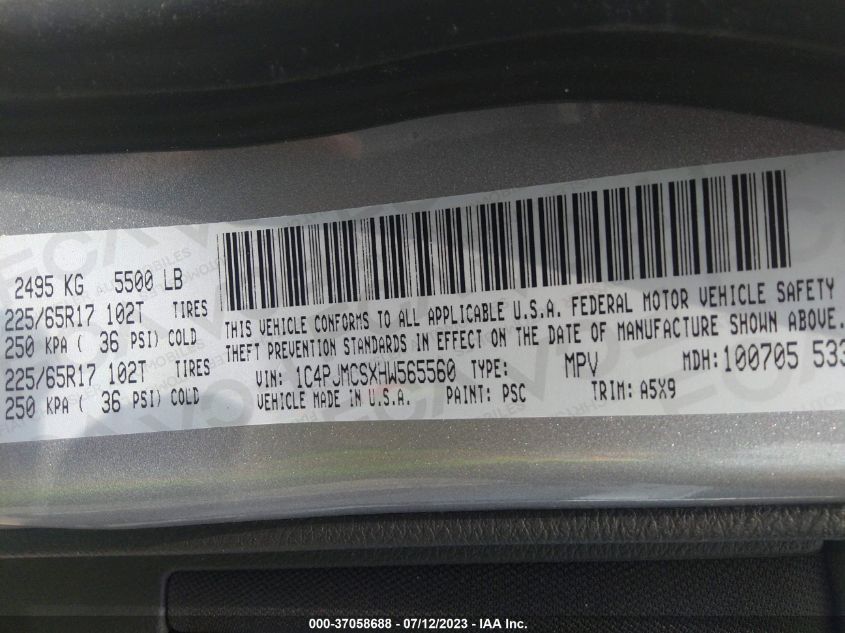 2495 KG 5500 LB
225/65R17 102T TIRES
250 KPA ( 36 PSI) COLD
225/65R17 102T TIRES
250 KPA ( 36 PSI) COLD
THIS VEHICLE CONFORMS TO ALL APPLICABLE U.S.A. FEDERAL MOTOR VEHICLE SAFETY
THEFT PREVENTION STANDARDS IN EFFECT ON THE DATE OF MANUFACTURE SHOWN ABOVE.
VIN: 1C4PJMCSXHW565560 TYPE: MPV MDH: 100705 533
VEHICLE MADE IN U.S.A. PAINT: PSC TRIM: A5X9
000-37058688 - 07/12/2023 - IAA Inc.